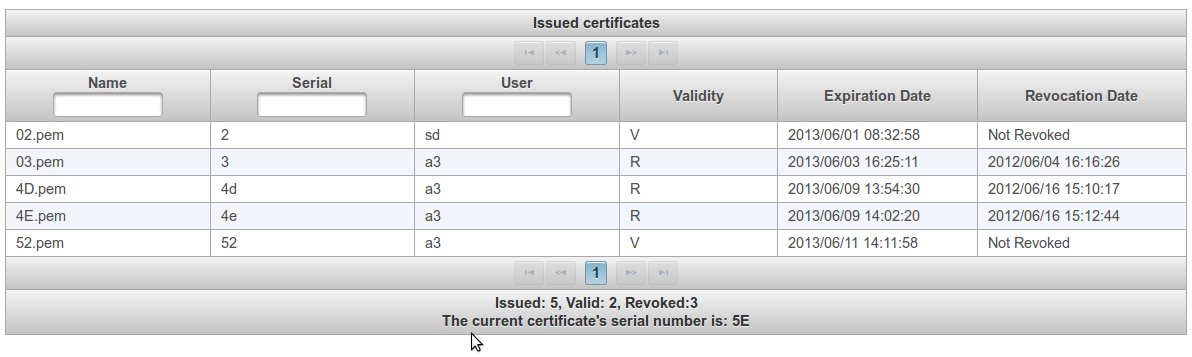 Issued certificates
1
Name Serial User Validity Expiration Date Revocation Date
02.pem 2 sd V 2013/06/01 08:32:58 Not Revoked
03.pem 3 a3 R 2013/06/03 16:25:11 2012/06/04 16:16:26
4D.pem 4d a3 R 2013/06/09 13:54:30 2012/06/16 15:10:17
4E.pem 4e a3 R 2013/06/09 14:02:20 2012/06/16 15:12:44
52.pem 52 a3 V 2013/06/11 14:11:58 Not Revoked
1
Issued: 5, Valid: 2, Revoked:3
The current certificate's serial number is: 5E